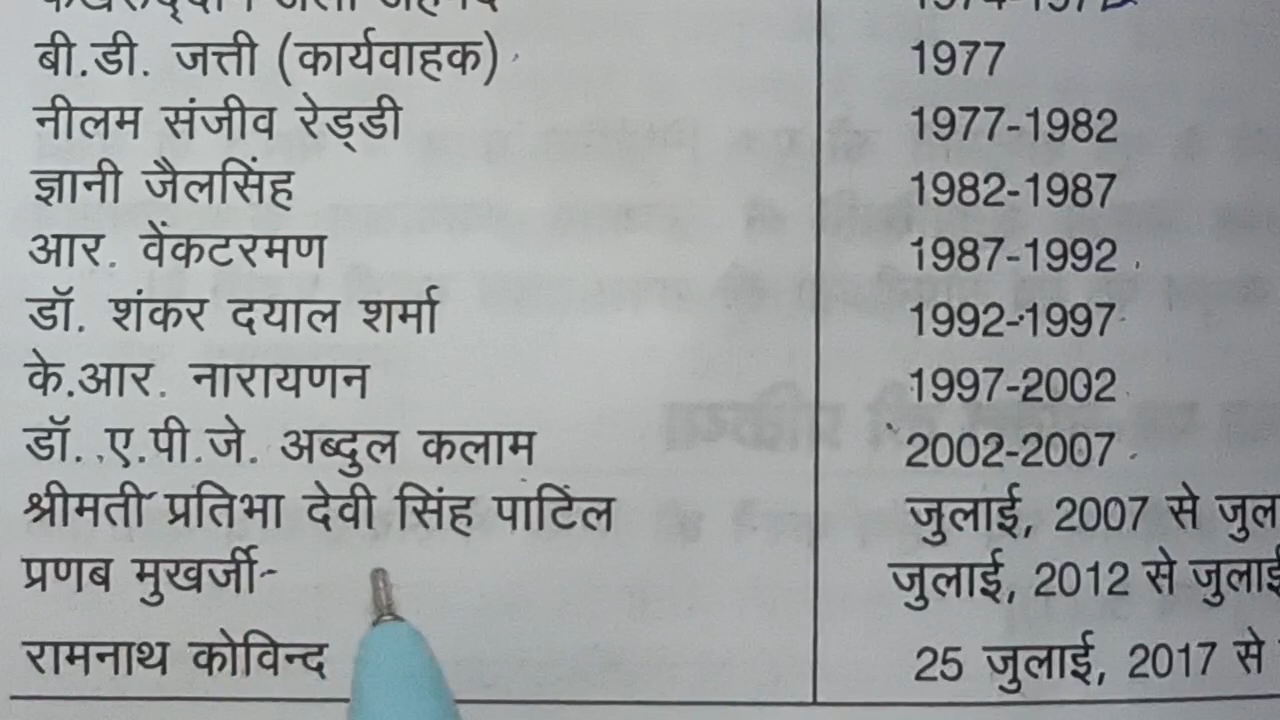 बी.डी. जत्ती (कार्यवाहक) 1977
नीलम संजीव रेड्डी 1977-1982
ज्ञानी जैलसिंह 1982-1987
आर. वेंकटरमण 1987-1992
डॉ. शंकर दयाल शर्मा 1992-1997
के.आर. नारायणन 1997-2002
डॉ. ए.पी.जे. अब्दुल कलाम 2002-2007
श्रीमती प्रतिभा देवी सिंह पाटिल जुलाई, 2007 से
प्रणब मुखर्जी जुलाई, 2012 से जुलाई
रामनाथ कोविन्द 25 जुलाई, 2017 से